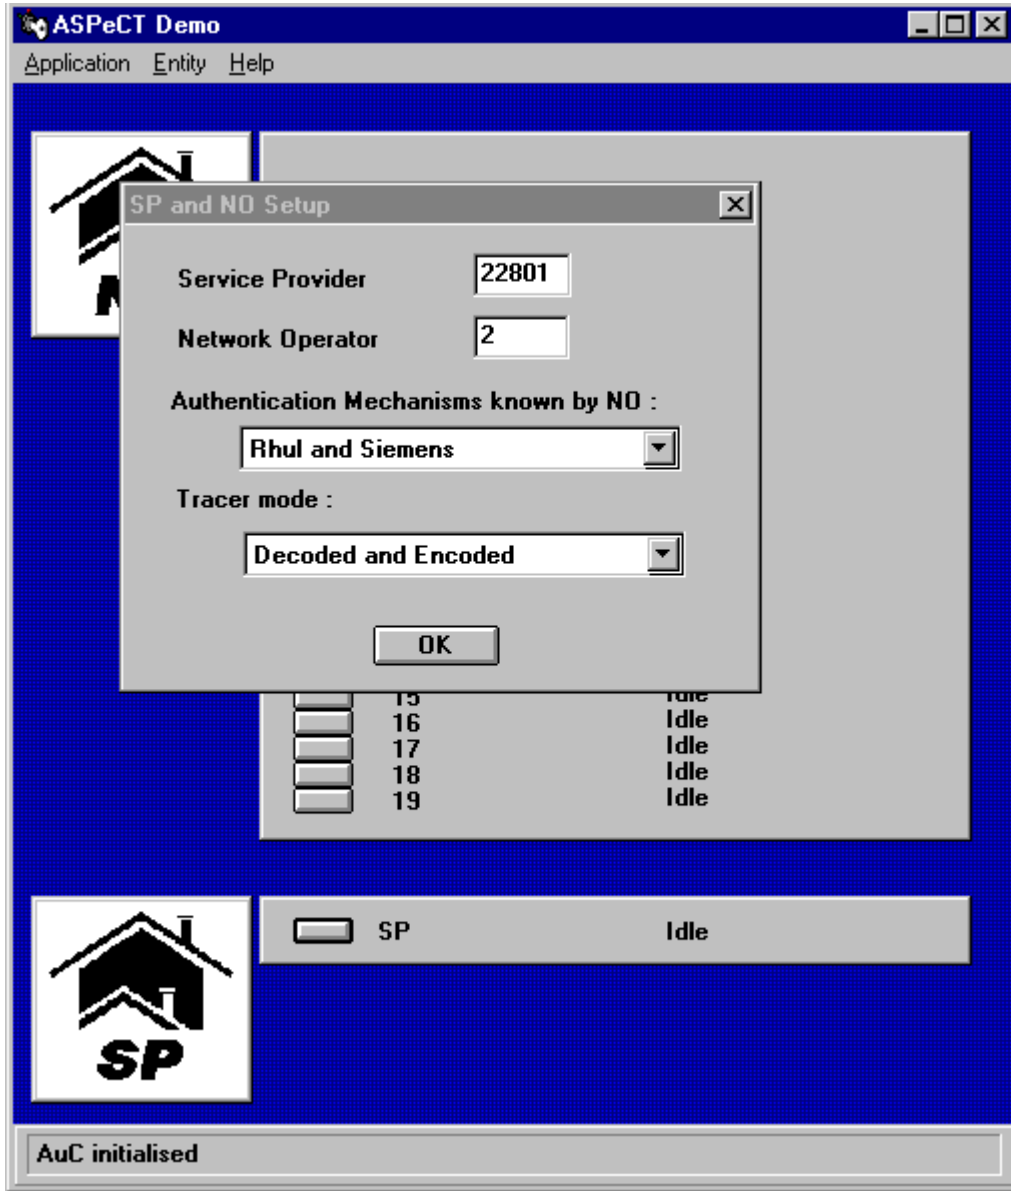 ASPeCT Demo
Application Entity Help
SP and NO Setup
Service Provider 22801
Network Operator 2
Authentication Mechanisms known by NO :
Rhul and Siemens
Tracer mode :
Decoded and Encoded
OK
15 Idle
16 Idle
17 Idle
18 Idle
19 Idle
SP Idle
SP
AuC initialised